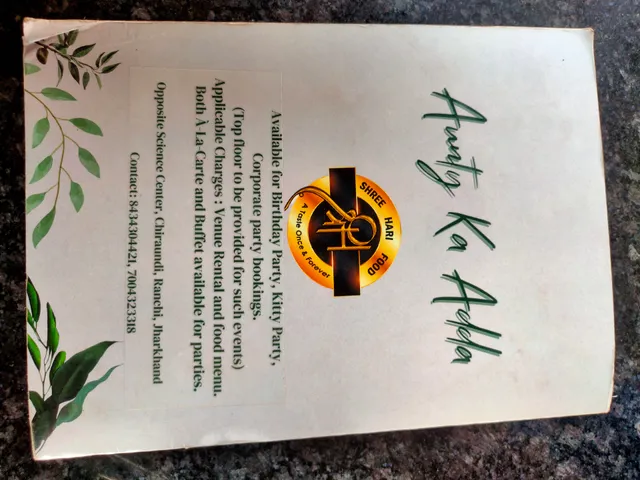 Aunty Ka Adda
SHREE HARI FOOD
A Taste Once & Forever
Available for Birthday Party, Kitty Party,
Corporate party bookings.
(Top floor to be provided for such events)
Applicable Charges : Venue Rental and food menu.
Both À-La-Carte and Buffet available for parties.
Opposite Science Center, Chiraundi, Ranchi, Jharkhand
Contact: 8434304421, 7004323318